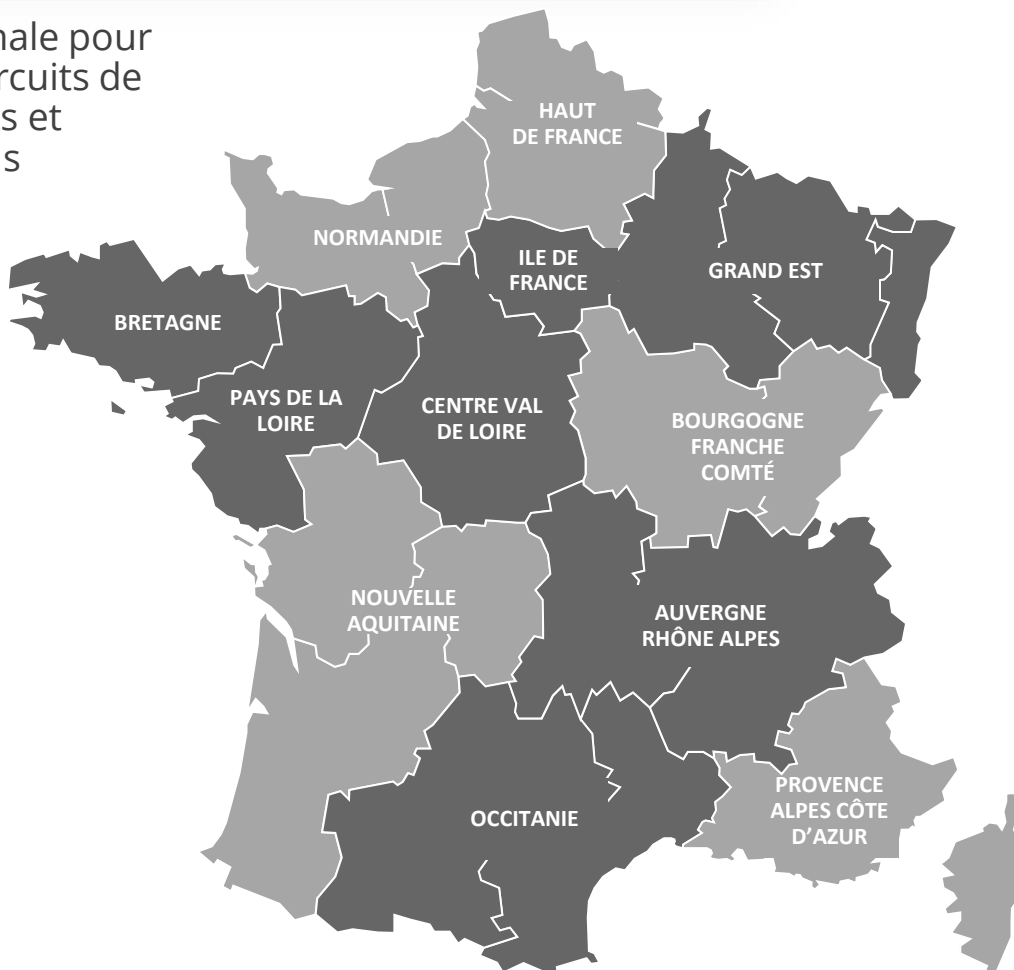 nale pour
rcuits de
s et
s
HAUT
DE FRANCE
NORMANDIE
ILE DE
FRANCE
GRAND EST
BRETAGNE
PAYS DE LA
LOIRE
CENTRE VAL
DE LOIRE
BOURGOGNE
FRANCHE
COMTÉ
NOUVELLE
AQUITAINE
AUVERGNE
RHÔNE ALPES
PROVENCE
ALPES CÔTE
D’AZUR
OCCITANIE